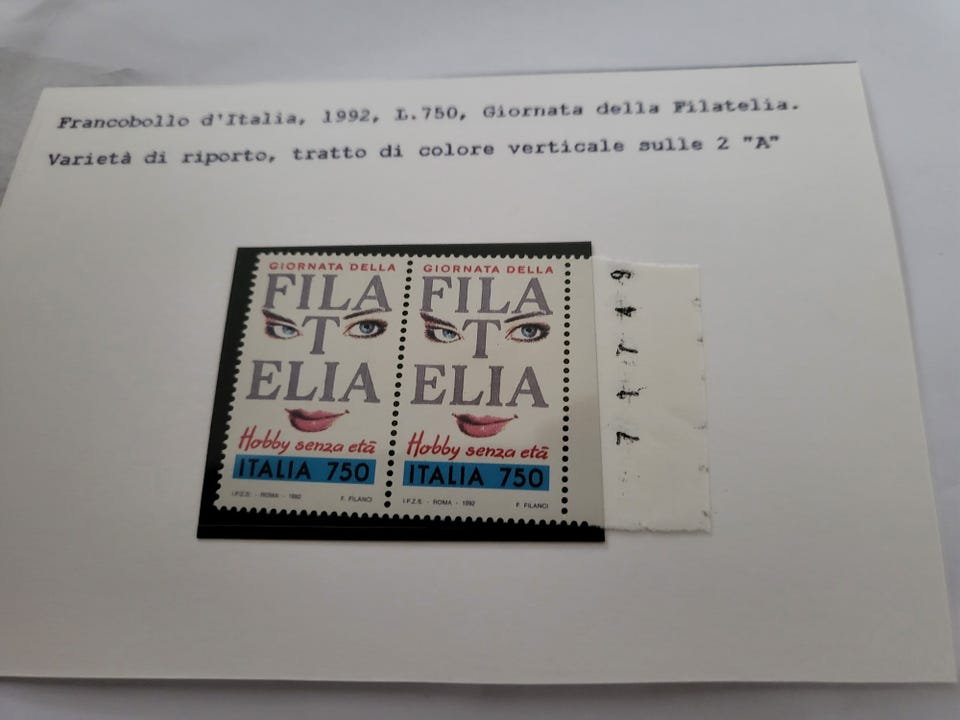 Francobollo d'Italia, 1992, L.750, Giornata della Filatelia.
Varietà di riporto, tratto di colore verticale sulle 2 "A"
GIORNATA DELLA
FILA
T
ELIA
Hobby senza età
ITALIA 750
I.P.Z.S. - ROMA - 1992 F. FILANCI
GIORNATA DELLA
FILA
T
ELIA
Hobby senza età
ITALIA 750
I.P.Z.S. - ROMA - 1992 F. FILANCI